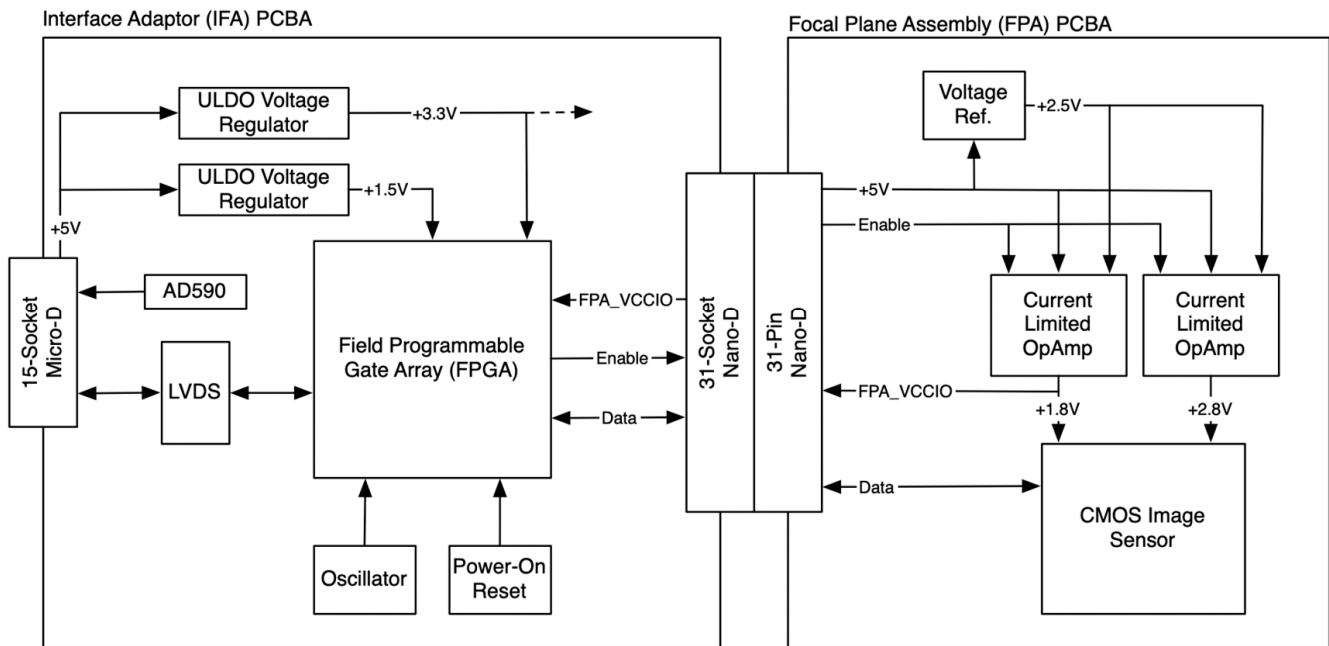 Interface Adaptor (IFA) PCBA
ULDO Voltage
Regulator
+3.3V
ULDO Voltage
Regulator
+1.5V
+5V
15-Socket
Micro-D
AD590
LVDS
Field Programmable
Gate Array (FPGA)
FPA_VCCIO
Enable
Data
Oscillator
Power-On
Reset
31-Socket
Nano-D
31-Pin
Nano-D
Focal Plane Assembly (FPA) PCBA
Voltage
Ref.
+2.5V
+5V
Enable
Current
Limited
OpAmp
Current
Limited
OpAmp
FPA_VCCIO
+1.8V
+2.8V
Data
CMOS Image
Sensor